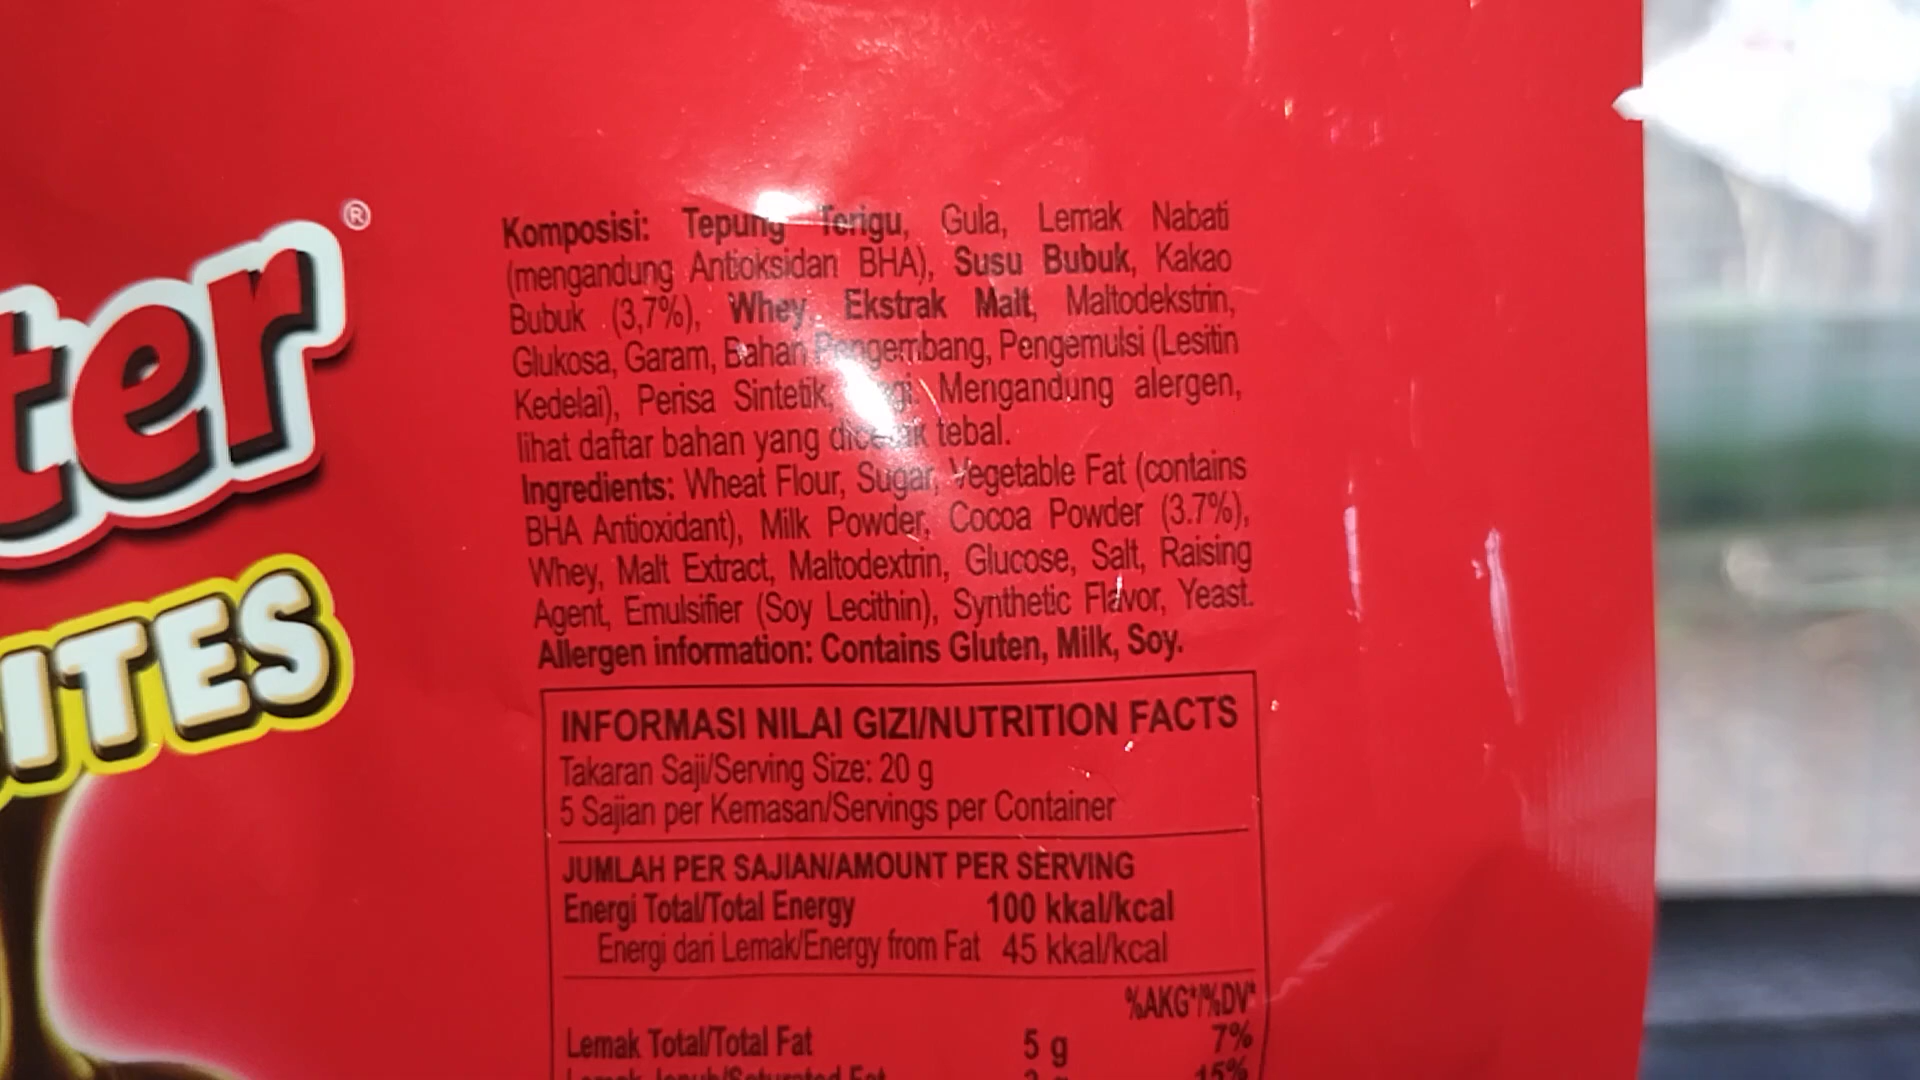 ter®
ITES
Komposisi: Tepung Terigu, Gula, Lemak Nabati
(mengandung Antioksidan BHA), Susu Bubuk, Kakao
Bubuk (3,7%), Whey, Ekstrak Malt, Maltodekstrin,
Glukosa, Garam, Bahan Pengembang, Pengemulsi (Lesitin
Kedelai), Perisa Sintetik, Mengandung alergen,
lihat daftar bahan yang dicetak tebal.
Ingredients: Wheat Flour, Sugar, Vegetable Fat (contains
BHA Antioxidant), Milk Powder, Cocoa Powder (3.7%),
Whey, Malt Extract, Maltodextrin, Glucose, Salt, Raising
Agent, Emulsifier (Soy Lecithin), Synthetic Flavor, Yeast.
Allergen information: Contains Gluten, Milk, Soy.
INFORMASI NILAI GIZI/NUTRITION FACTS
Takaran Saji/Serving Size: 20 g
5 Sajian per Kemasan/Servings per Container
JUMLAH PER SAJIAN/AMOUNT PER SERVING
Energi Total/Total Energy 100 kkal/kcal
Energi dari Lemak/Energy from Fat 45 kkal/kcal
%AKG*/%DV*
Lemak Total/Total Fat 5 g 7%
Lemak Jenuh/Saturated Fat 15%